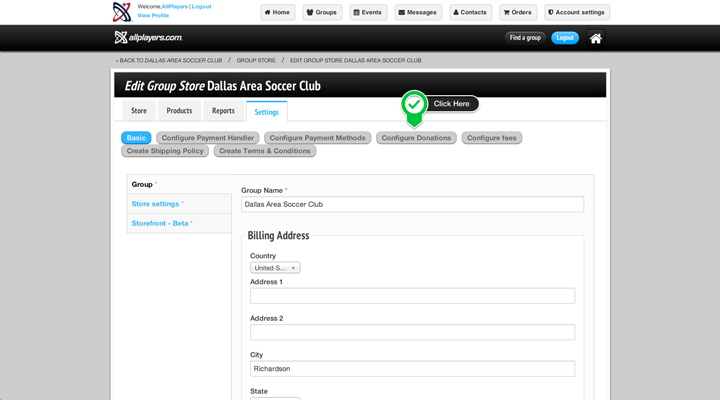 Welcome, AllPlayers | Logout
View Profile
Home
Groups
Events
Messages
Contacts
Orders
Account settings
allplayers.com
Find a group
Logout
« BACK TO DALLAS AREA SOCCER CLUB / GROUP STORE / EDIT GROUP STORE DALLAS AREA SOCCER CLUB
Edit Group Store Dallas Area Soccer Club
Store
Products
Reports
Settings
Click Here
Basic
Configure Payment Handler
Configure Payment Methods
Configure Donations
Configure fees
Create Shipping Policy
Create Terms & Conditions
Group *
Store settings *
Storefront - Beta *
Group Name *
Dallas Area Soccer Club
Billing Address
Country
United S...
Address 1
Address 2
City
Richardson
State